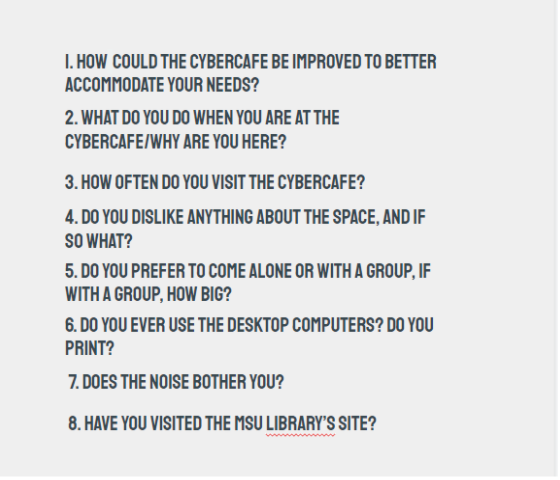 1. HOW COULD THE CYBERCAFE BE IMPROVED TO BETTER
ACCOMMODATE YOUR NEEDS?
2. WHAT DO YOU DO WHEN YOU ARE AT THE
CYBERCAFE/WHY ARE YOU HERE?
3. HOW OFTEN DO YOU VISIT THE CYBERCAFE?
4. DO YOU DISLIKE ANYTHING ABOUT THE SPACE, AND IF
SO WHAT?
5. DO YOU PREFER TO COME ALONE OR WITH A GROUP, IF
WITH A GROUP, HOW BIG?
6. DO YOU EVER USE THE DESKTOP COMPUTERS? DO YOU
PRINT?
7. DOES THE NOISE BOTHER YOU?
8. HAVE YOU VISITED THE MSU LIBRARY'S SITE?